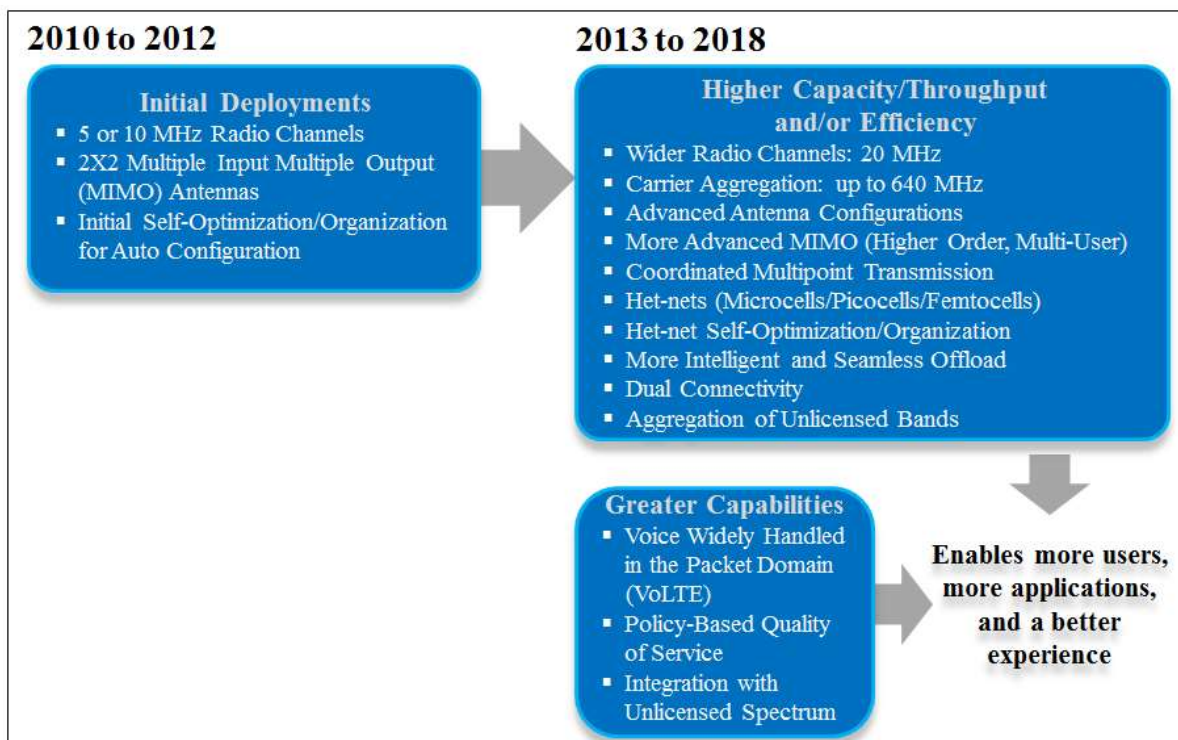 2010 to 2012
Initial Deployments
▪ 5 or 10 MHz Radio Channels
▪ 2X2 Multiple Input Multiple Output
(MIMO) Antennas
▪ Initial Self-Optimization/Organization
for Auto Configuration
2013 to 2018
Higher Capacity/Throughput
and/or Efficiency
▪ Wider Radio Channels: 20 MHz
▪ Carrier Aggregation: up to 640 MHz
▪ Advanced Antenna Configurations
▪ More Advanced MIMO (Higher Order, Multi-User)
▪ Coordinated Multipoint Transmission
▪ Het-nets (Microcells/Picocells/Femtocells)
▪ Het-net Self-Optimization/Organization
▪ More Intelligent and Seamless Offload
▪ Dual Connectivity
▪ Aggregation of Unlicensed Bands
Greater Capabilities
▪ Voice Widely Handled
in the Packet Domain
(VoLTE)
▪ Policy-Based Quality
of Service
▪ Integration with
Unlicensed Spectrum
Enables more users,
more applications,
and a better
experience